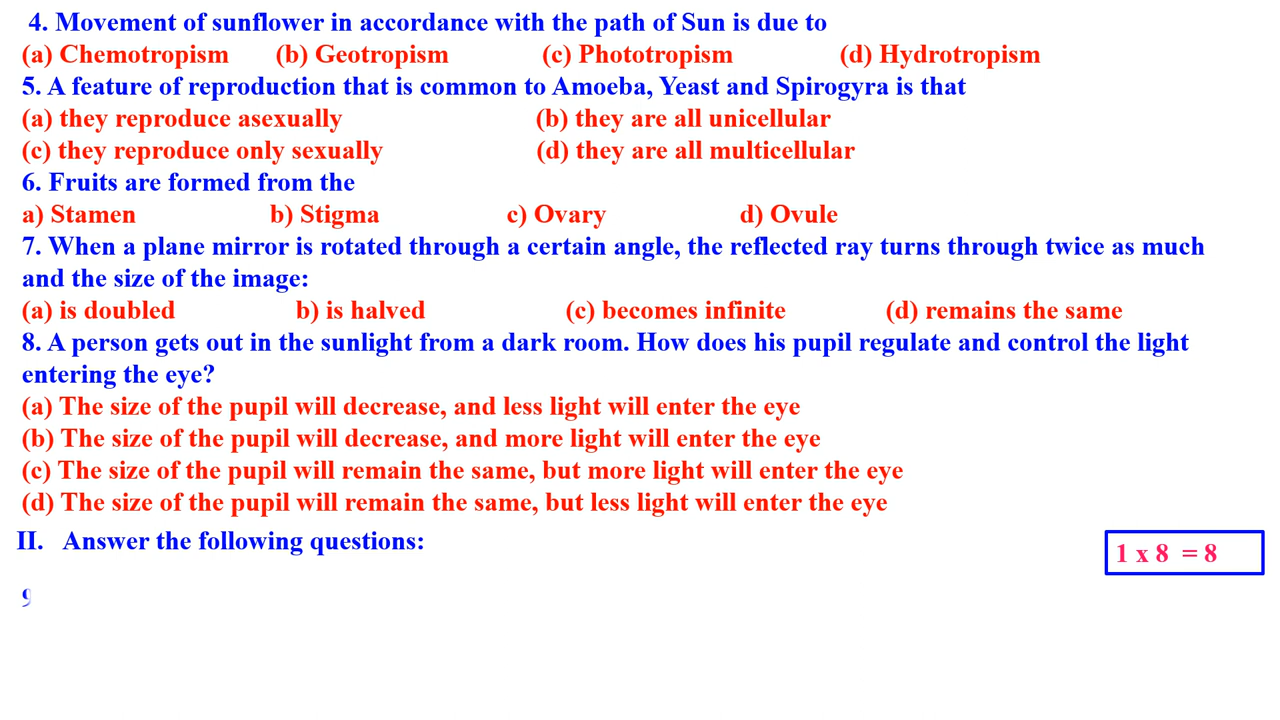 4. Movement of sunflower in accordance with the path of Sun is due to
(a) Chemotropism (b) Geotropism (c) Phototropism (d) Hydrotropism
5. A feature of reproduction that is common to Amoeba, Yeast and Spirogyra is that
(a) they reproduce asexually (b) they are all unicellular
(c) they reproduce only sexually (d) they are all multicellular
6. Fruits are formed from the
a) Stamen b) Stigma c) Ovary d) Ovule
7. When a plane mirror is rotated through a certain angle, the reflected ray turns through twice as much
and the size of the image:
(a) is doubled b) is halved (c) becomes infinite (d) remains the same
8. A person gets out in the sunlight from a dark room. How does his pupil regulate and control the light
entering the eye?
(a) The size of the pupil will decrease, and less light will enter the eye
(b) The size of the pupil will decrease, and more light will enter the eye
(c) The size of the pupil will remain the same, but more light will enter the eye
(d) The size of the pupil will remain the same, but less light will enter the eye
II. Answer the following questions:
1 x 8 = 8
9